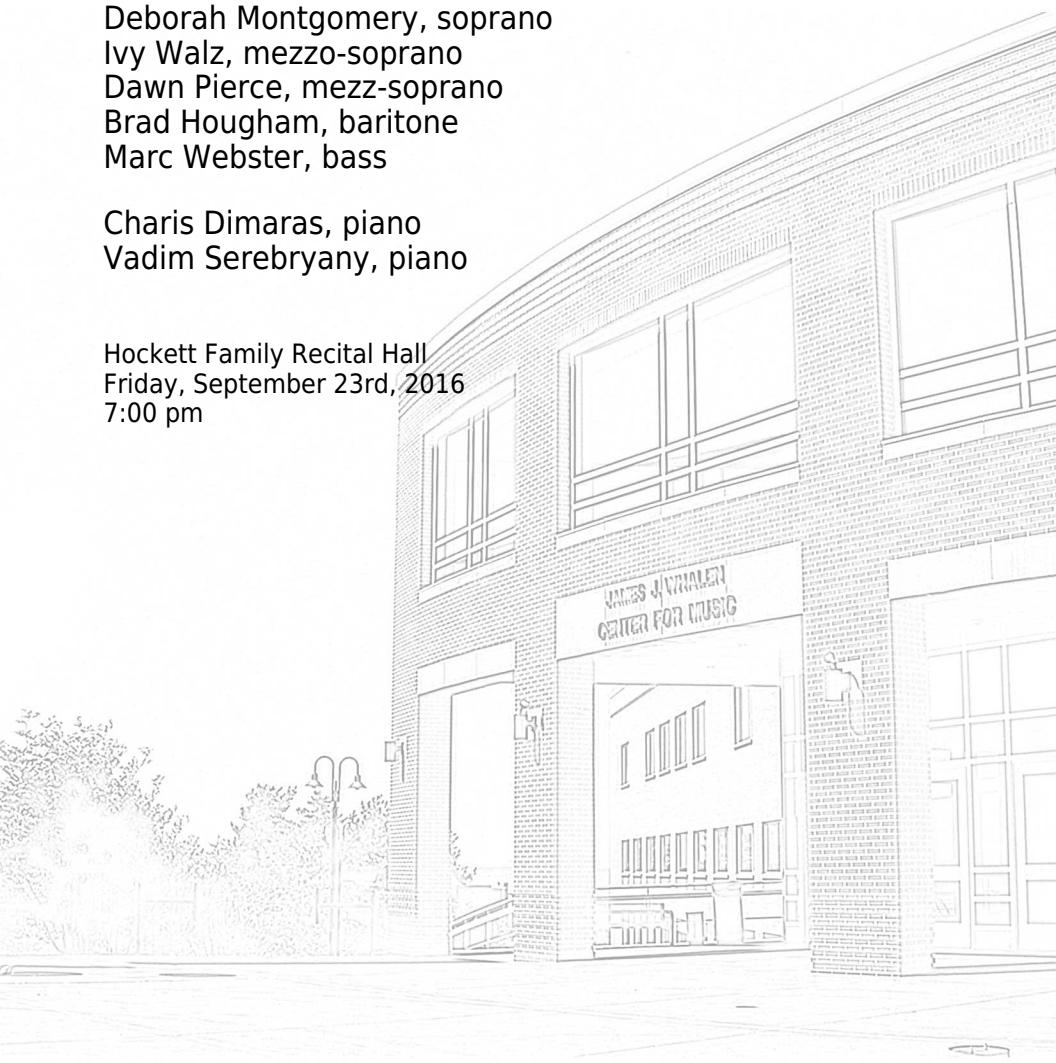 Deborah Montgomery, soprano
Ivy Walz, mezzo-soprano
Dawn Pierce, mezz-soprano
Brad Hougham, baritone
Marc Webster, bass
Charis Dimaras, piano
Vadim Serebryany, piano
Hockett Family Recital Hall
Friday, September 23rd, 2016
7:00 pm
JAMES J. WHALEN
CENTER FOR MUSIC